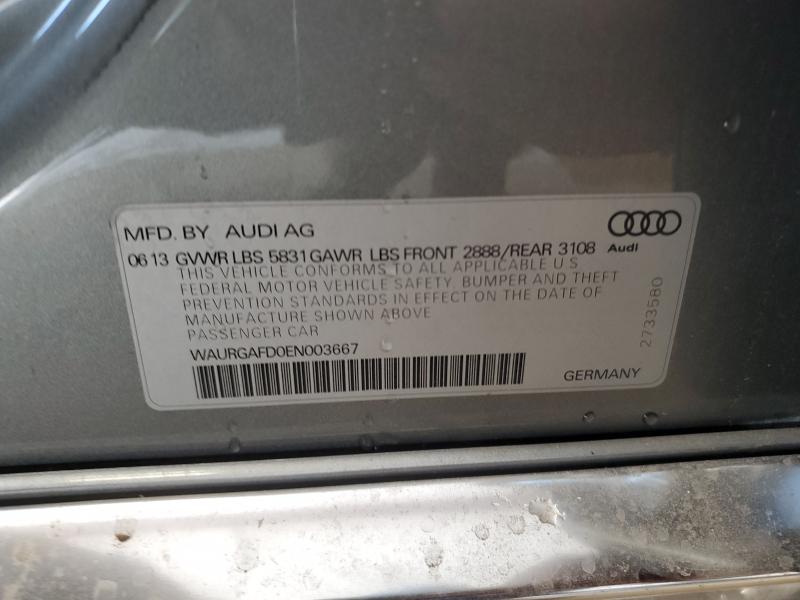 MFD. BY AUDI AG
Audi
06 13 GVWR LBS 5831 GAWR LBS FRONT 2888/REAR 3108
THIS VEHICLE CONFORMS TO ALL APPLICABLE U S
FEDERAL MOTOR VEHICLE SAFETY, BUMPER AND THEFT
PREVENTION STANDARDS IN EFFECT ON THE DATE OF
MANUFACTURE SHOWN ABOVE
PASSENGER CAR
WAURGAFD0EN003667
GERMANY
2733580